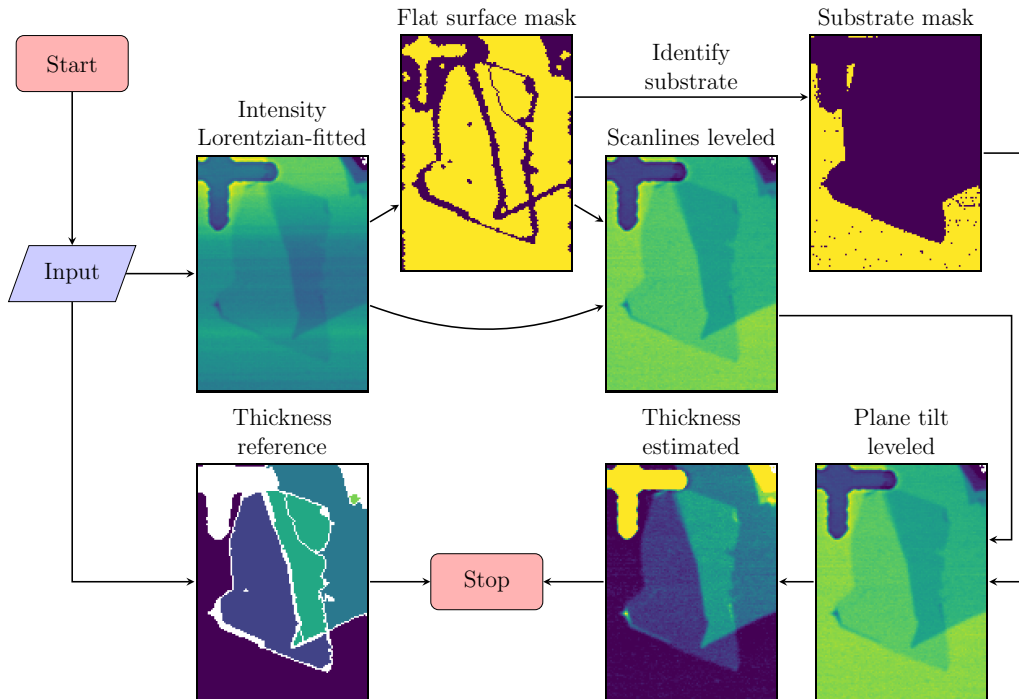 Flat surface mask
Substrate mask
Start
Identify
substrate
Intensity
Lorentzian-fitted
Scanlines leveled
Input
Thickness
reference
Thickness
estimated
Plane tilt
leveled
Stop